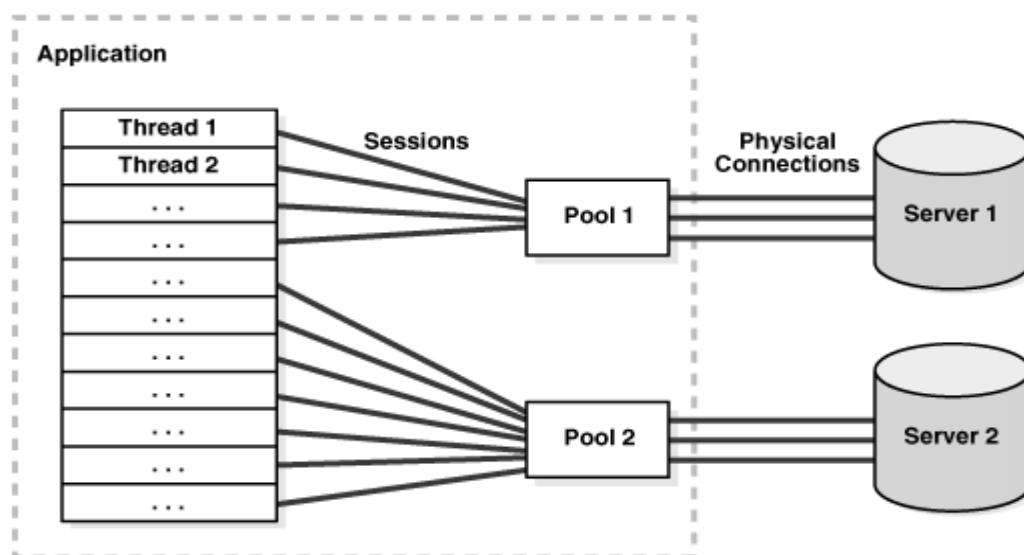 Application
Thread 1
Thread 2
. . .
. . .
. . .
. . .
. . .
. . .
. . .
. . .
. . .
Sessions
Pool 1
Pool 2
Physical
Connections
Server 1
Server 2